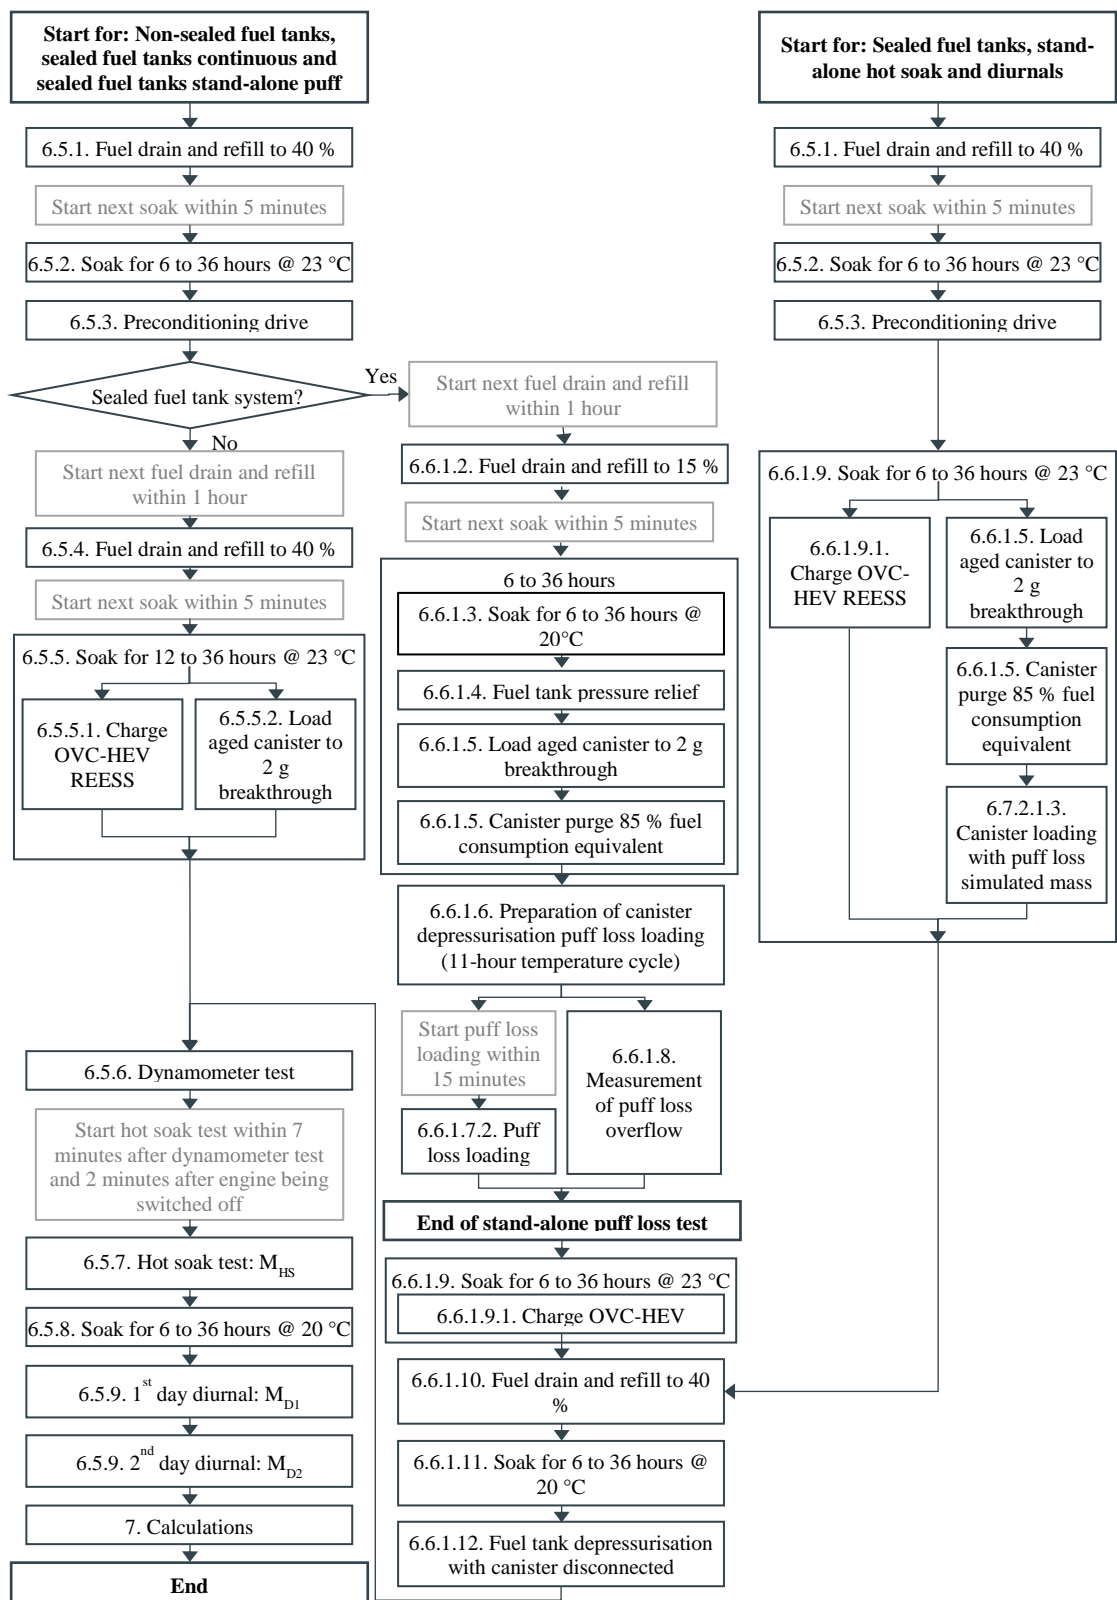 Start for: Non-sealed fuel tanks,
sealed fuel tanks continuous and
sealed fuel tanks stand-alone puff
6.5.1. Fuel drain and refill to 40 %
Start next soak within 5 minutes
6.5.2. Soak for 6 to 36 hours @ 23 °C
6.5.3. Preconditioning drive
Sealed fuel tank system?
Yes
No
Start next fuel drain and refill
within 1 hour
6.5.4. Fuel drain and refill to 40 %
Start next soak within 5 minutes
6.5.5. Soak for 12 to 36 hours @ 23 °C
6.5.5.1. Charge
OVC-HEV
REESS
6.5.5.2. Load
aged canister to
2 g
breakthrough
6.5.6. Dynamometer test
Start hot soak test within 7
minutes after dynamometer test
and 2 minutes after engine being
switched off
6.5.7. Hot soak test: M_HS
6.5.8. Soak for 6 to 36 hours @ 20 °C
6.5.9. 1st day diurnal: M_D1
6.5.9. 2nd day diurnal: M_D2
7. Calculations
End
Start next fuel drain and refill
within 1 hour
6.6.1.2. Fuel drain and refill to 15 %
Start next soak within 5 minutes
6 to 36 hours
6.6.1.3. Soak for 6 to 36 hours @
20°C
6.6.1.4. Fuel tank pressure relief
6.6.1.5. Load aged canister to 2 g
breakthrough
6.6.1.5. Canister purge 85 % fuel
consumption equivalent
6.6.1.6. Preparation of canister
depressurisation puff loss loading
(11-hour temperature cycle)
Start puff loss
loading within
15 minutes
6.6.1.7.2. Puff
loss loading
6.6.1.8.
Measurement
of puff loss
overflow
End of stand-alone puff loss test
6.6.1.9. Soak for 6 to 36 hours @ 23 °C
6.6.1.9.1. Charge OVC-HEV
6.6.1.10. Fuel drain and refill to 40
%
6.6.1.11. Soak for 6 to 36 hours @
20 °C
6.6.1.12. Fuel tank depressurisation
with canister disconnected
Start for: Sealed fuel tanks, stand-
alone hot soak and diurnals
6.5.1. Fuel drain and refill to 40 %
Start next soak within 5 minutes
6.5.2. Soak for 6 to 36 hours @ 23 °C
6.5.3. Preconditioning drive
6.6.1.9. Soak for 6 to 36 hours @ 23 °C
6.6.1.9.1.
Charge OVC-
HEV REESS
6.6.1.5. Load
aged canister to
2 g
breakthrough
6.6.1.5. Canister
purge 85 % fuel
consumption
equivalent
6.7.2.1.3.
Canister loading
with puff loss
simulated mass